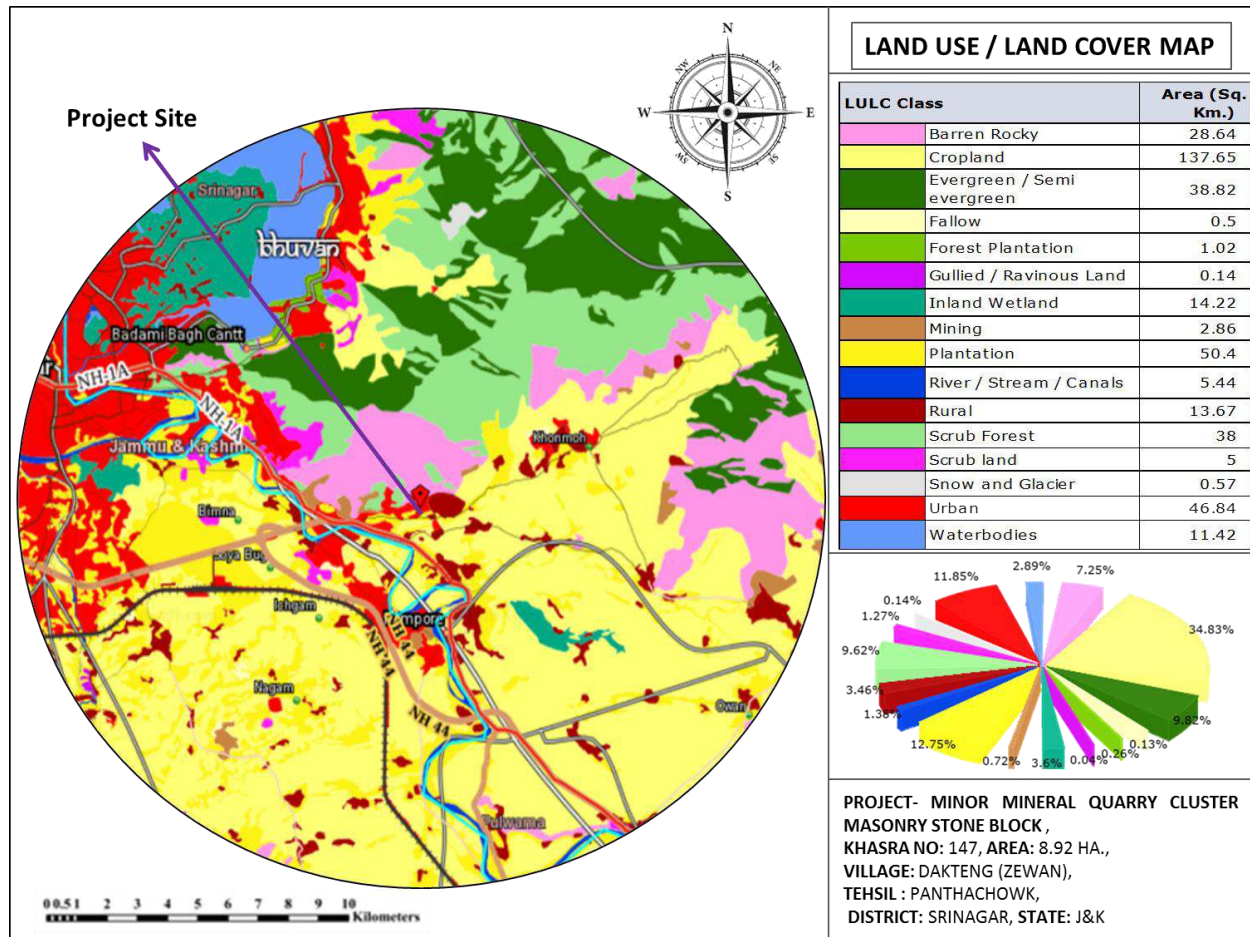 LAND USE / LAND COVER MAP
N
NE
E
SE
S
SW
W
NW
Project Site
Srinagar
भुवन
bhuvan
Badami Bagh Cantt
NH-1A
NH-1A
Jammu & Kashmir
Khonmoh
Bimna
Ichgam
Nagam
NH 44
NH 44
NH 44
Owan
Pulwama
0 0.5 1 2 3 4 5 6 7 8 9 10
Kilometers
LULC Class Area (Sq. Km.)
Barren Rocky 28.64
Cropland 137.65
Evergreen / Semi evergreen 38.82
Fallow 0.5
Forest Plantation 1.02
Gullied / Ravinous Land 0.14
Inland Wetland 14.22
Mining 2.86
Plantation 50.4
River / Stream / Canals 5.44
Rural 13.67
Scrub Forest 38
Scrub land 5
Snow and Glacier 0.57
Urban 46.84
Waterbodies 11.42
2.89%
7.25%
34.83%
9.82%
0.13%
0.26%
0.04%
3.6%
0.72%
12.75%
1.38%
3.46%
9.62%
1.27%
0.14%
11.85%
PROJECT- MINOR MINERAL QUARRY CLUSTER
MASONRY STONE BLOCK ,
KHASRA NO: 147, AREA: 8.92 HA.,
VILLAGE: DAKTENG (ZEWAN),
TEHSIL : PANTHACHOWK,
DISTRICT: SRINAGAR, STATE: J&K